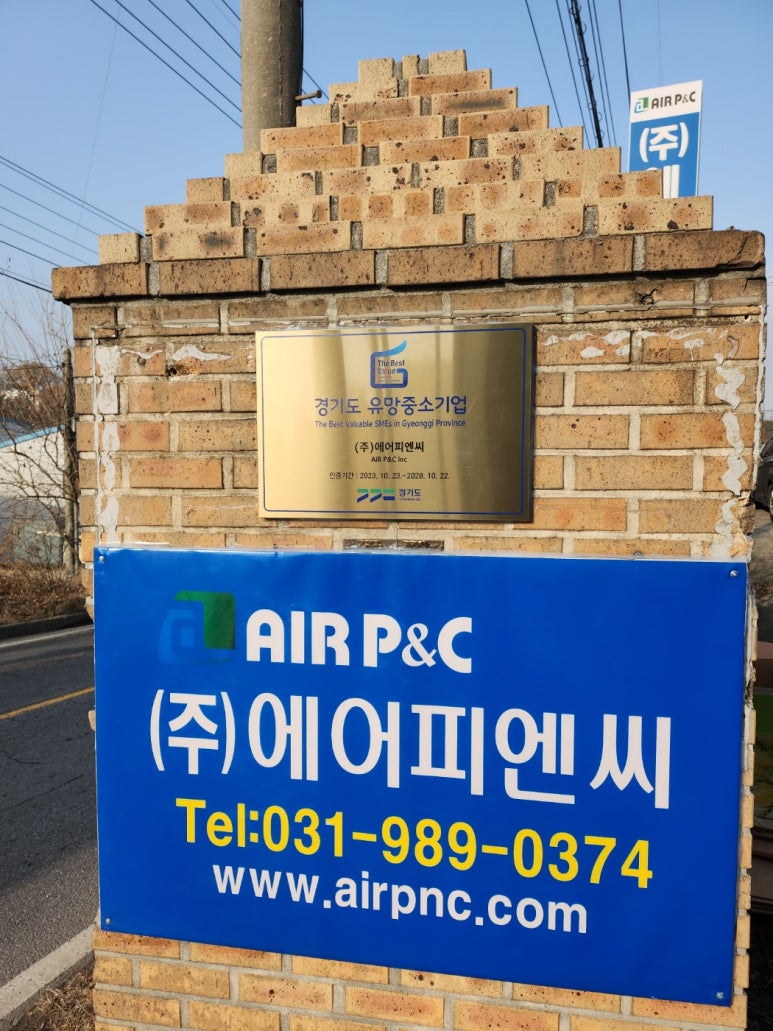 AIR P&C
(주)
The Best
Value
경기도 유망중소기업
The Best Valuable SMEs in Gyeonggi Province
(주)에어피앤씨
AIR P&C Inc
인증기간 : 2023. 10. 23.~2028. 10. 22.
경기도
AIR P&C
(주)에어피엔씨
Tel:031-989-0374
www.airpnc.com